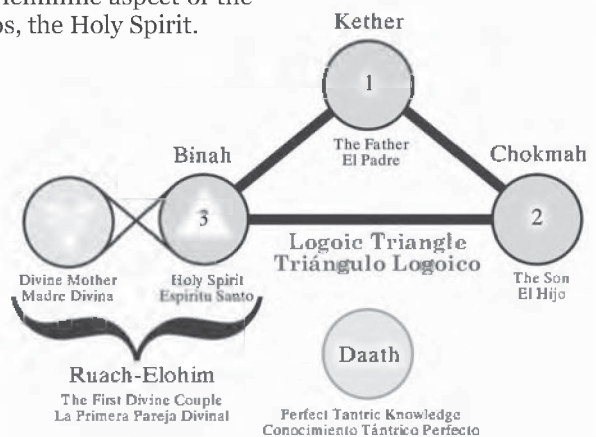 feminine aspect of the
os, the Holy Spirit.
Kether
1
The Father
El Padre
Binah
Chokmah
3
2
Logoic Triangle
Triángulo Logoico
Divine Mother
Madre Divina
Holy Spirit
Espíritu Santo
The Son
El Hijo
Daath
Ruach-Elohim
The First Divine Couple
La Primera Pareja Divinal
Perfect Tantric Knowledge
Conocimiento Tántrico Perfecto